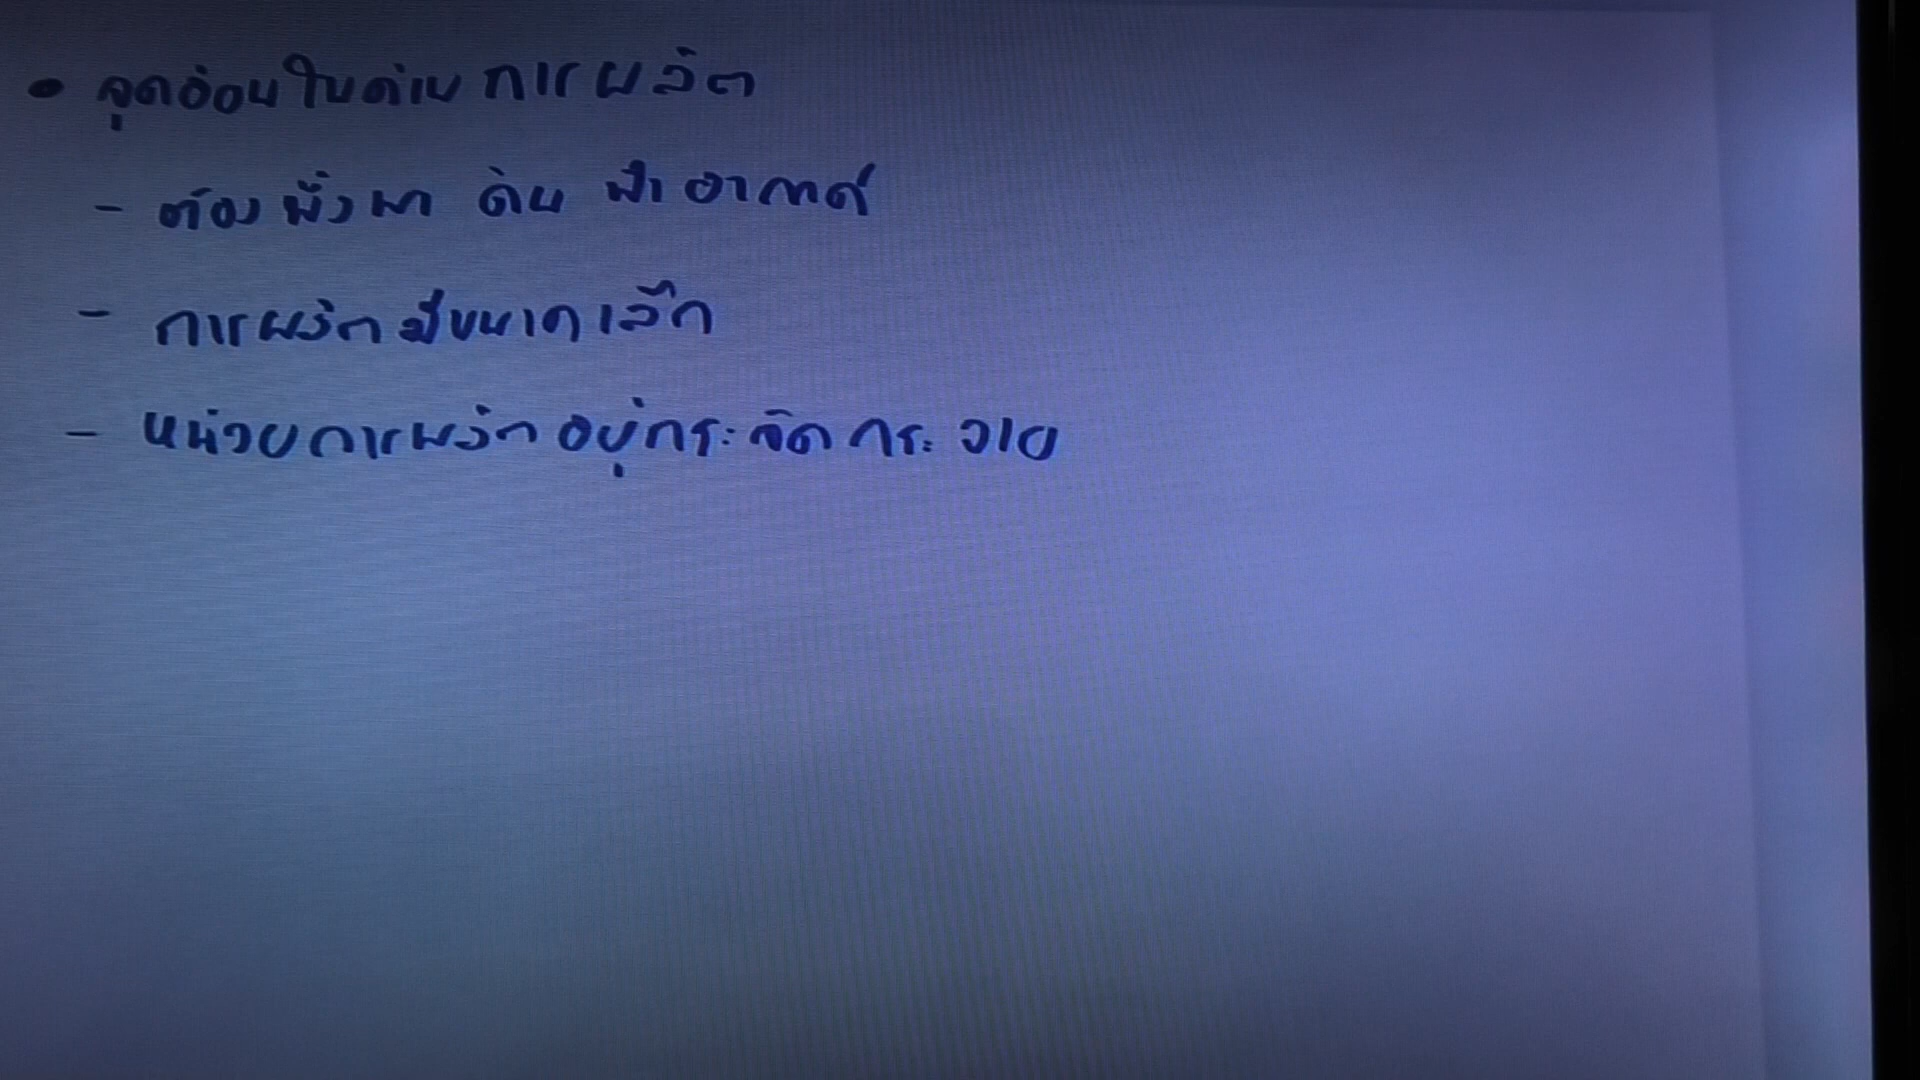 • จุดอ่อนในด้านการผลิต
- ต้องพึ่งพา ดิน ฟ้า อากาศ
- การผลิตมีขนาดเล็ก
- หน่วยการผลิตอยู่กระจัดกระจาย